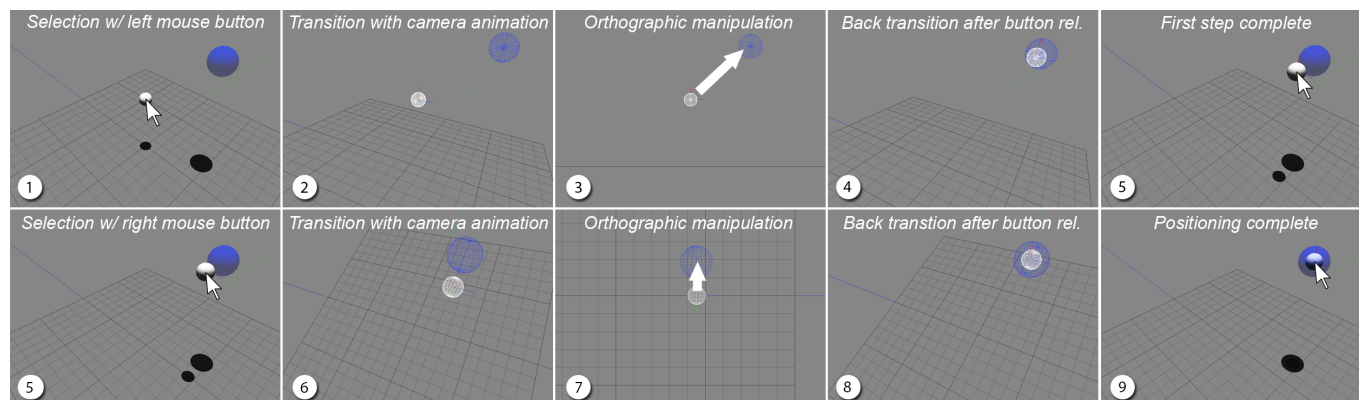 Selection w/ left mouse button
Transition with camera animation
Orthographic manipulation
Back transition after button rel.
First step complete
1
2
3
4
5
Selection w/ right mouse button
Transition with camera animation
Orthographic manipulation
Back transtion after button rel.
Positioning complete
5
6
7
8
9